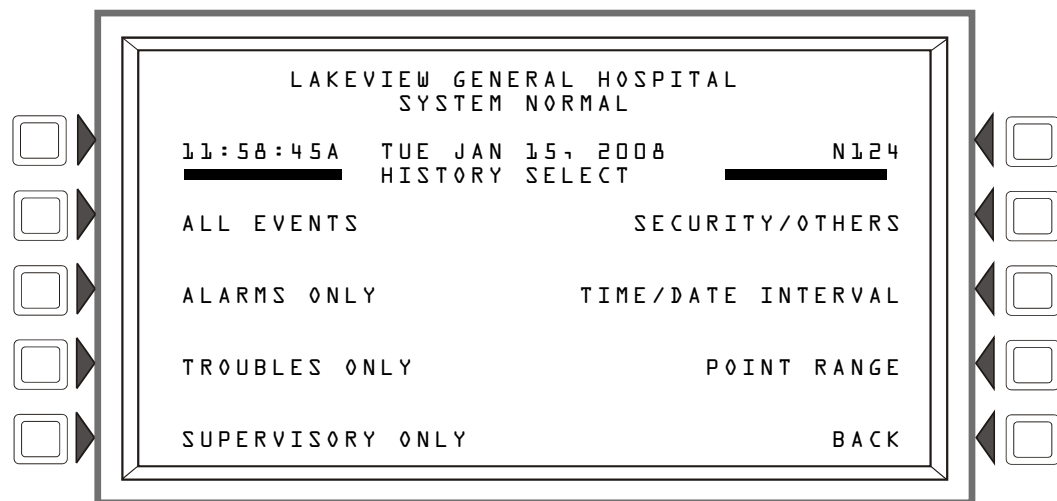 LAKEVIEW GENERAL HOSPITAL
SYSTEM NORMAL
11:58:45A TUE JAN 15, 2008 N124
HISTORY SELECT
ALL EVENTS SECURITY/OTHERS
ALARMS ONLY TIME/DATE INTERVAL
TROUBLES ONLY POINT RANGE
SUPERVISORY ONLY BACK